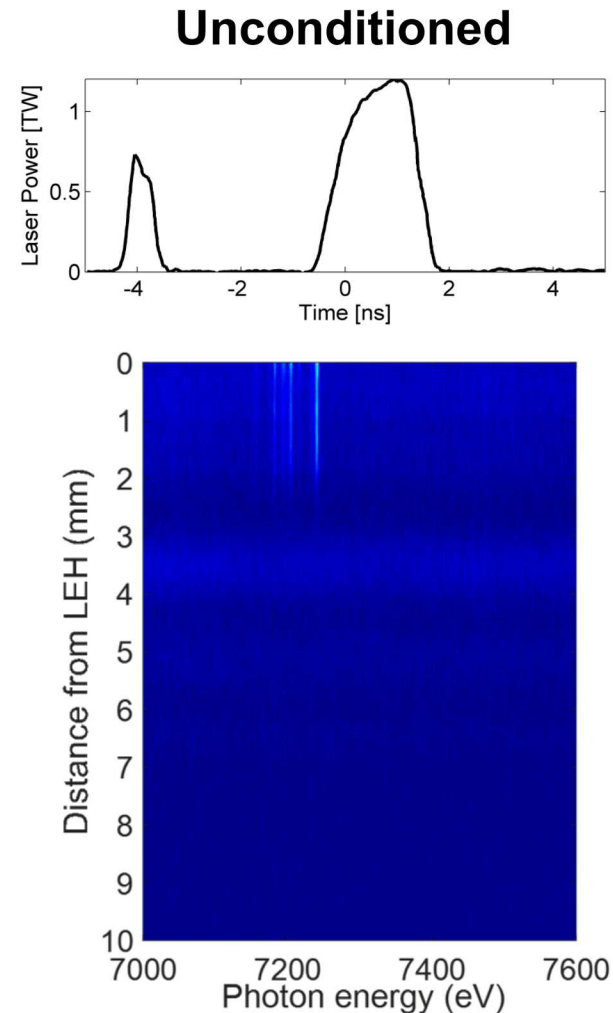 Unconditioned
Laser Power [TW]
1
0.5
0
-4 -2 0 2 4
Time [ns]
Distance from LEH (mm)
0
1
2
3
4
5
6
7
8
9
10
7000 7200 7400 7600
Photon energy (eV)